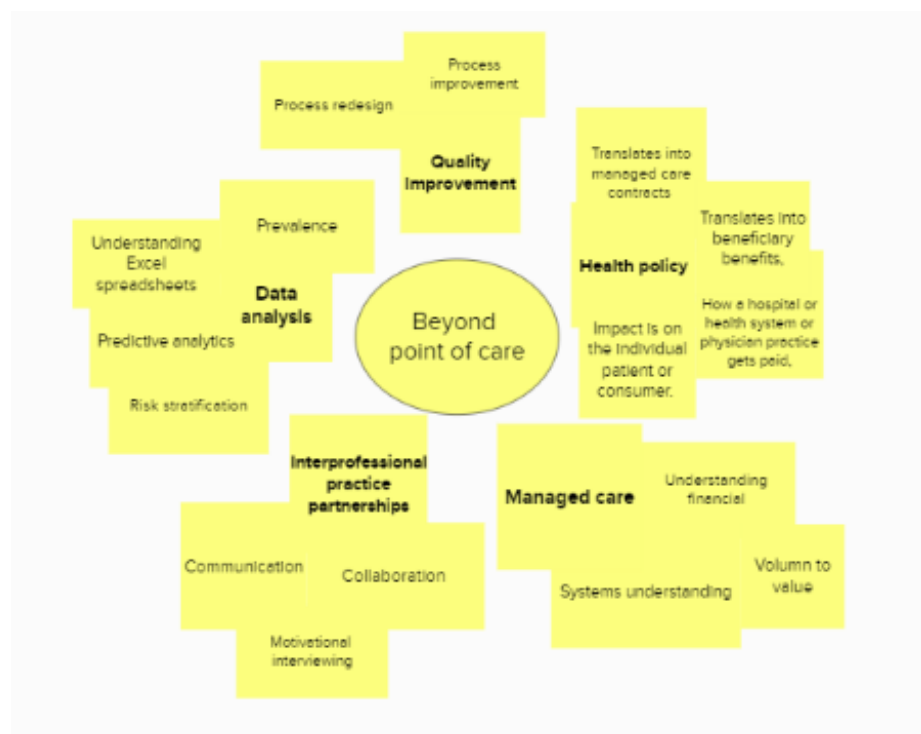 Process
improvement
Process redesign
Quality
Improvement
Translates into
managed care
contracts
Translates into
beneficiary
benefits.
Health policy
How a hospital or
health system or
physician practice
gets paid.
Impact is on
the individual
patient or
consumer.
Prevalence
Understanding
Excel
spreadsheets
Data
analysis
Predictive analytics
Risk stratification
Beyond
point of care
Interprofessional
practice
partnerships
Communication
Collaboration
Motivational
interviewing
Managed care
Understanding
financial
Systems understanding
Volumn to
value